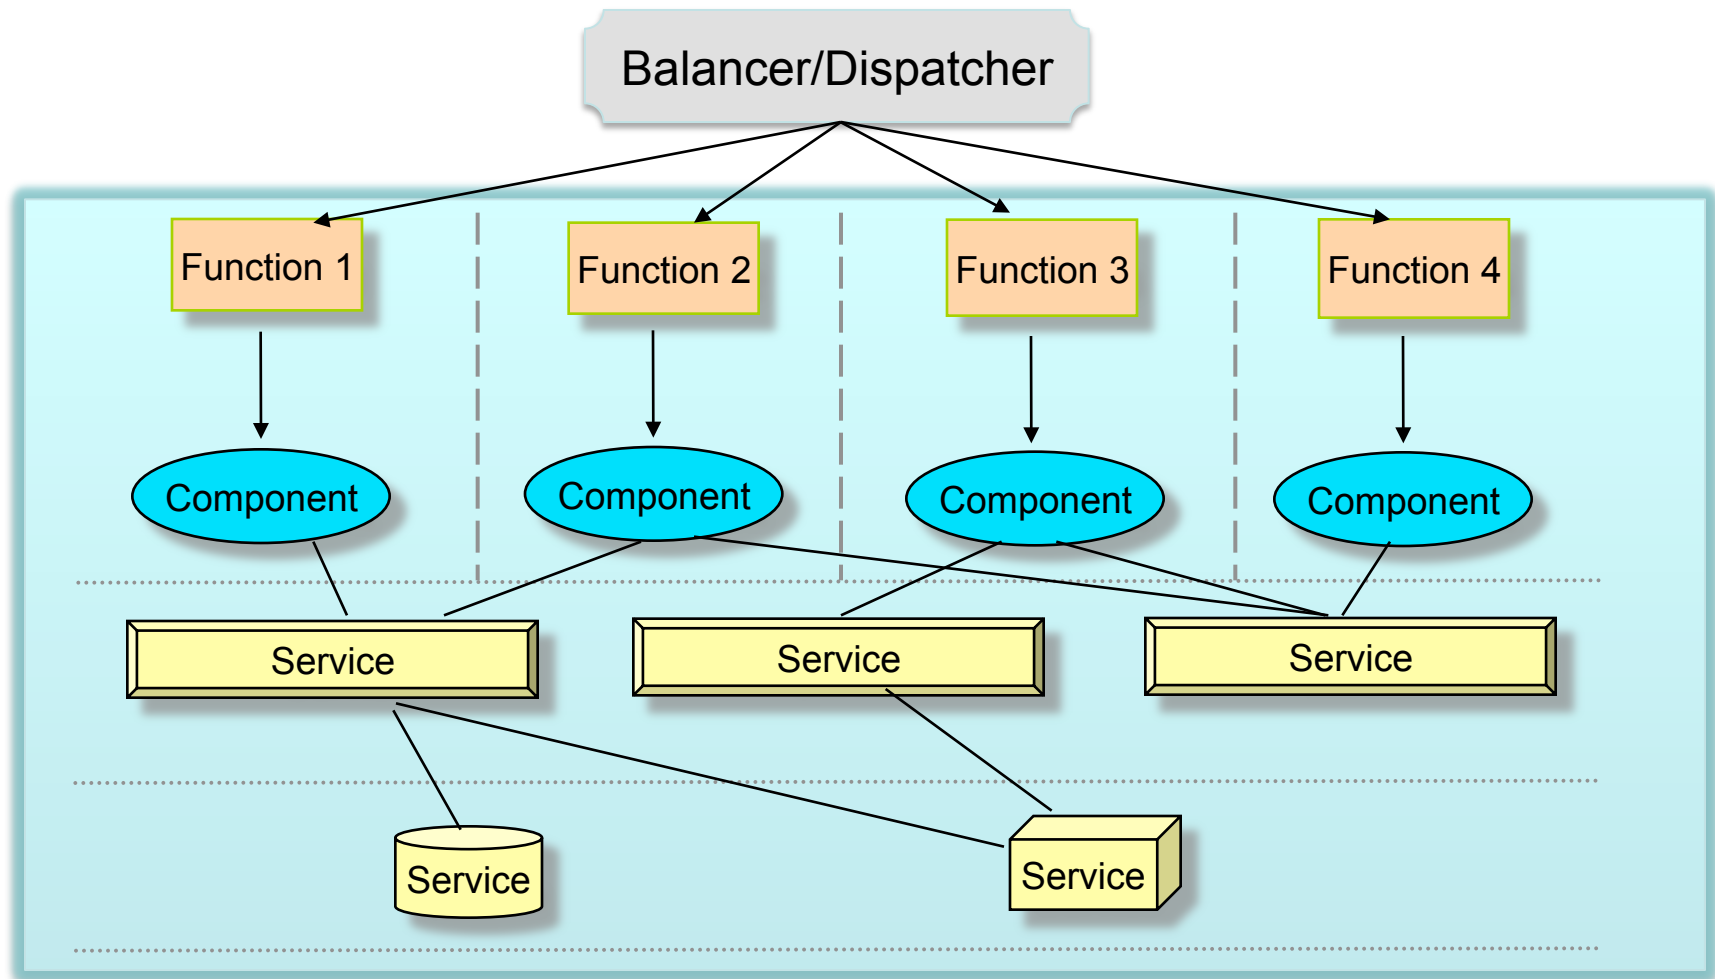 Balancer/Dispatcher
Function 1
Function 2
Function 3
Function 4
Component
Component
Component
Component
Service
Service
Service
Service
Service